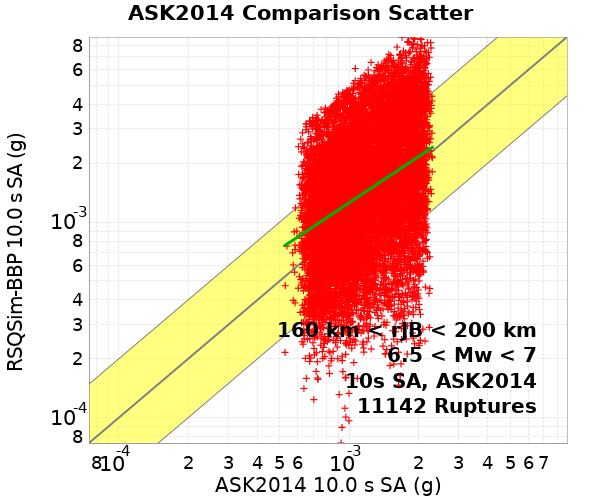 ASK2014 Comparison Scatter
RSQSim-BBP 10.0 s SA (g)
8
6
4
3
2
10-3
8
6
4
3
2
10-4
8
160 km < rJB < 200 km
6.5 < Mw < 7
10s SA, ASK2014
11142 Ruptures
8 10-4 2 3 4 5 6 10-3 2 3 4 5 6 7
ASK2014 10.0 s SA (g)